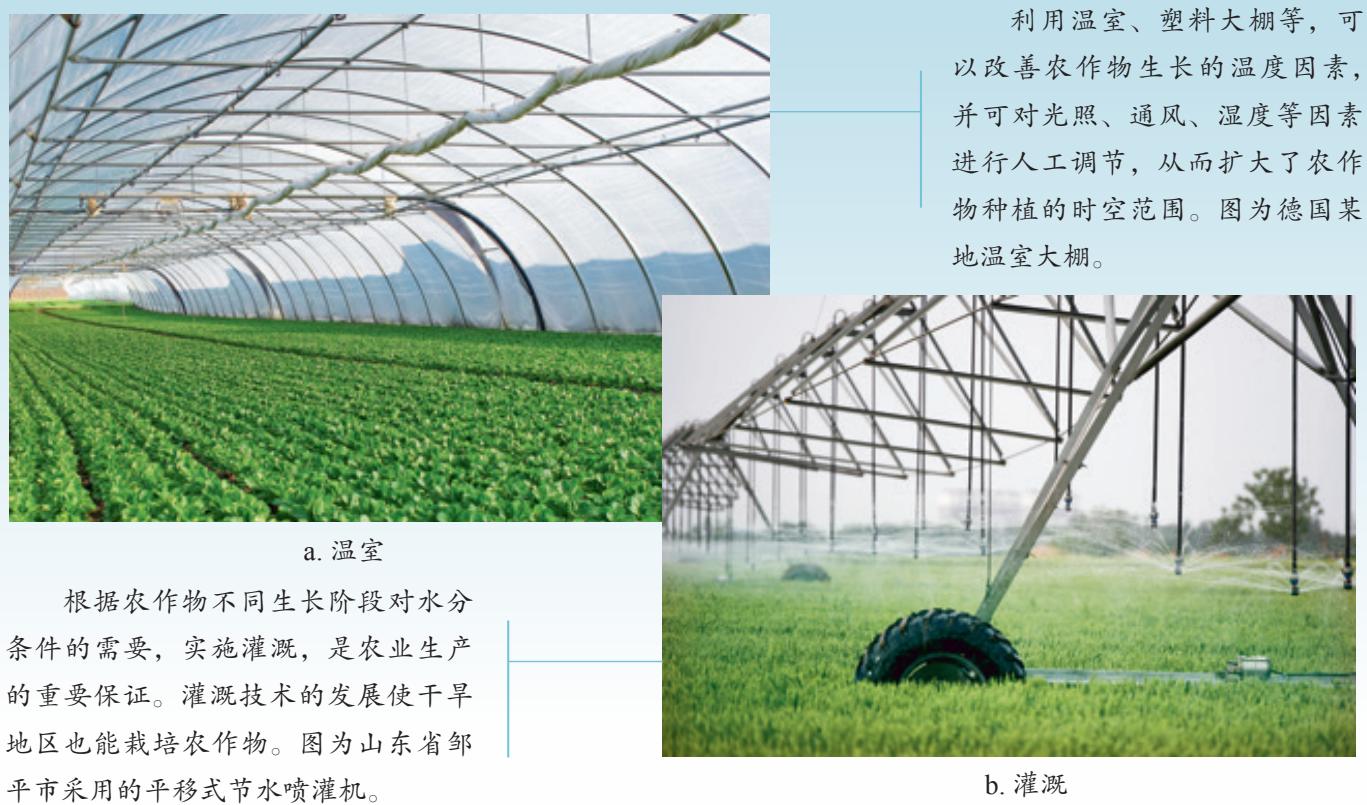 利用温室、塑料大棚等，可
以改善农作物生长的温度因素，
并可对光照、通风、湿度等因素
进行人工调节，从而扩大了农作
物种植的时空范围。图为德国某
地温室大棚。
a. 温室
根据农作物不同生长阶段对水分
条件的需要，实施灌溉，是农业生产
的重要保证。灌溉技术的发展使干旱
地区也能栽培农作物。图为山东省邹
平市采用的平移式节水喷灌机。
b. 灌溉